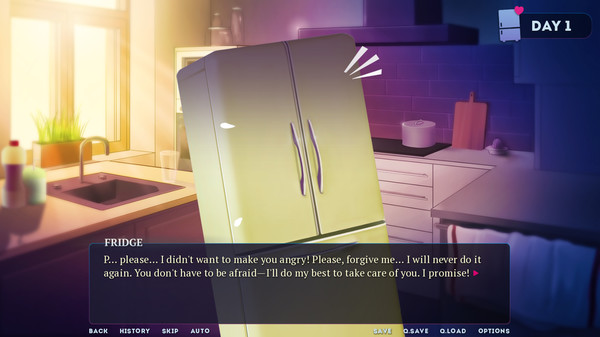 DAY 1
FRIDGE
P... please... I didn't want to make you angry! Please, forgive me... I will never do it
again. You don't have to be afraid—I'll do my best to take care of you. I promise!
BACK HISTORY SKIP AUTO SAVE Q.SAVE Q.LOAD OPTIONS